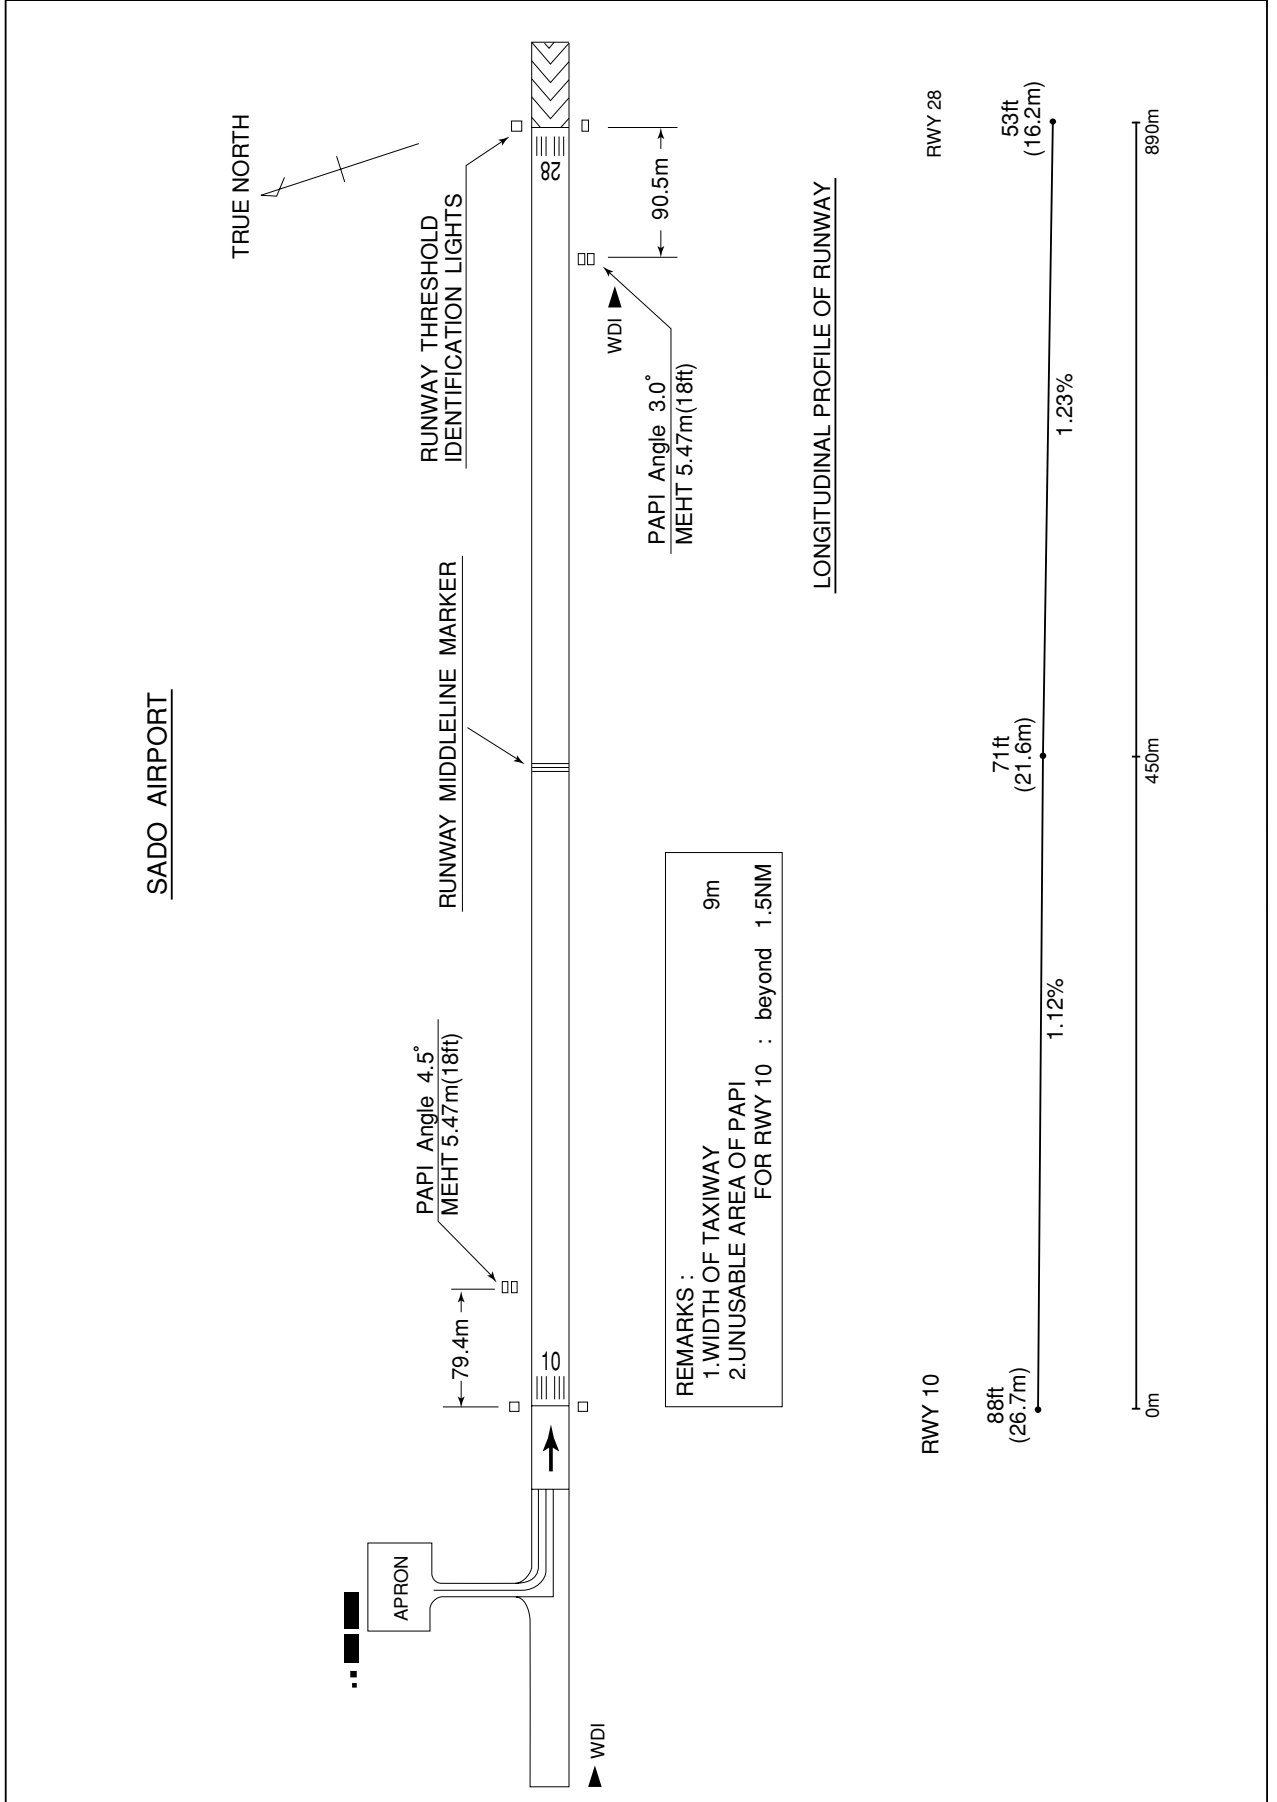 SADO AIRPORT
TRUE NORTH
RUNWAY THRESHOLD
IDENTIFICATION LIGHTS
RUNWAY MIDDLELINE MARKER
PAPI Angle 4.5°
MEHT 5.47m(18ft)
79.4m
APRON
10
28
90.5m
WDI
WDI
PAPI Angle 3.0°
MEHT 5.47m(18ft)
REMARKS :
1.WIDTH OF TAXIWAY 9m
2.UNUSABLE AREA OF PAPI
FOR RWY 10 : beyond 1.5NM
LONGITUDINAL PROFILE OF RUNWAY
RWY 10
RWY 28
88ft
(26.7m)
71ft
(21.6m)
53ft
(16.2m)
1.12%
1.23%
0m
450m
890m